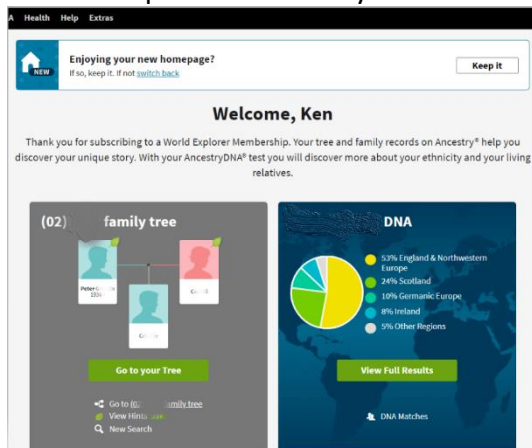 A Health Help Extras
NEW
Enjoying your new homepage?
If so, keep it. If not switch back
Keep it
Welcome, Ken
Thank you for subscribing to a World Explorer Membership. Your tree and family records on Ancestry® help you
discover your unique story. With your AncestryDNA® test you will discover more about your ethnicity and your living
relatives.
(02) family tree
Peter
Go to your Tree
Go to (0 family tree
View Hints
New Search
DNA
53% England & Northwestern
Europe
24% Scotland
10% Germanic Europe
8% Ireland
5% Other Regions
View Full Results
DNA Matches